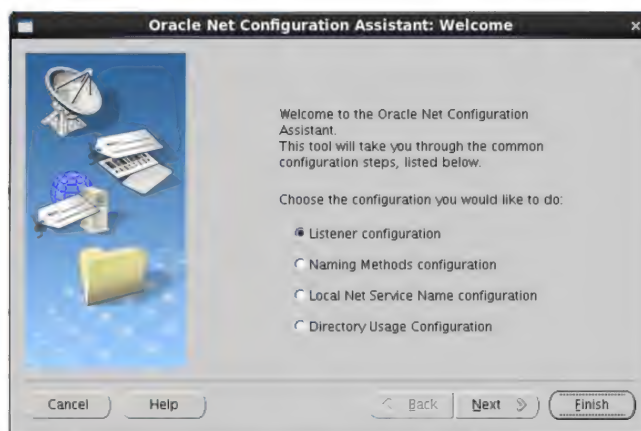 Oracle Net Configuration Assistant: Welcome
Welcome to the Oracle Net Configuration
Assistant.
This tool will take you through the common
configuration steps, listed below.
Choose the configuration you would like to do:
Listener configuration
Naming Methods configuration
Local Net Service Name configuration
Directory Usage Configuration
Cancel
Help
Back
Next
Finish